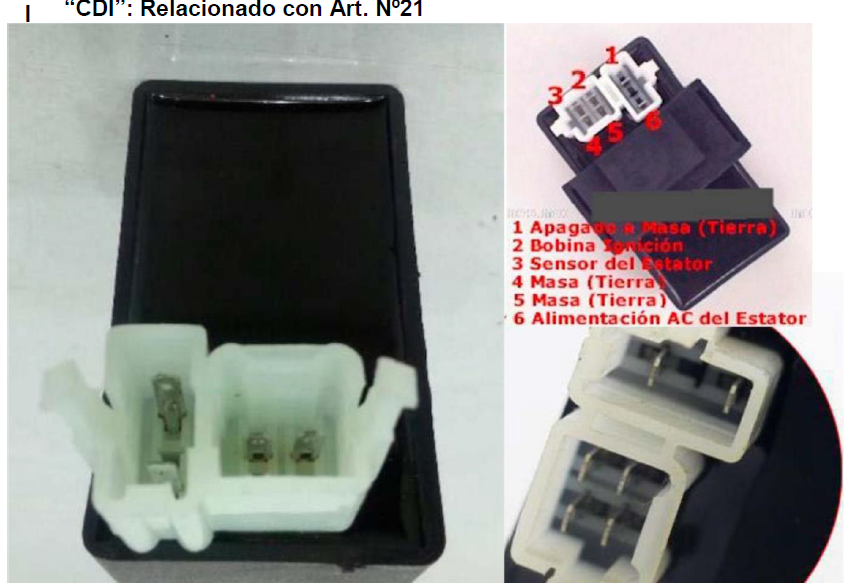 “CDI”: Relacionado con Art. Nº21
1
2
3
4
5
6
1 Apagado a Masa (Tierra)
2 Bobina Ignición
3 Sensor del Estator
4 Masa (Tierra)
5 Masa (Tierra)
6 Alimentación AC del Estator